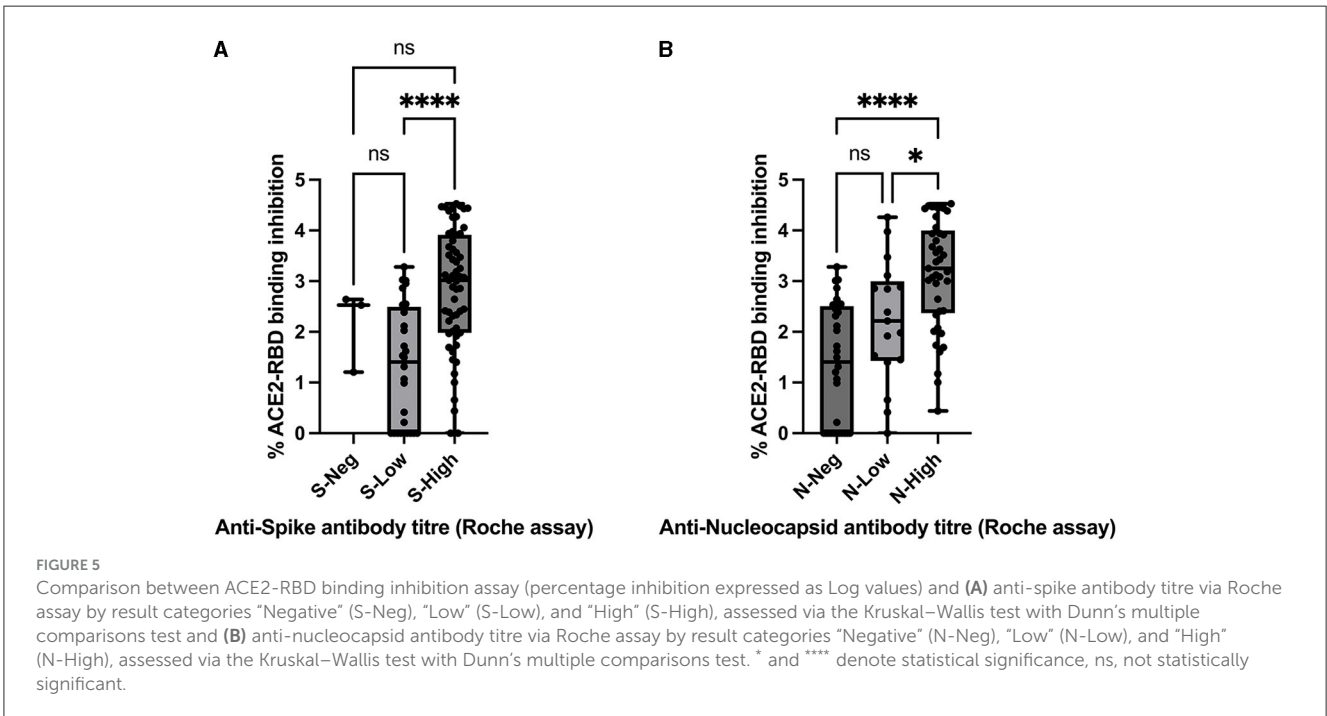 A
B
ns
****
ns
% ACE2-RBD binding inhibition
5
4
3
2
1
0
S-Neg
S-Low
S-High
Anti-Spike antibody titre (Roche assay)
****
ns
*
% ACE2-RBD binding inhibition
5
4
3
2
1
0
N-Neg
N-Low
N-High
Anti-Nucleocapsid antibody titre (Roche assay)
FIGURE 5
Comparison between ACE2-RBD binding inhibition assay (percentage inhibition expressed as Log values) and (A) anti-spike antibody titre via Roche
assay by result categories “Negative” (S-Neg), “Low” (S-Low), and “High” (S-High), assessed via the Kruskal–Wallis test with Dunn’s multiple
comparisons test and (B) anti-nucleocapsid antibody titre via Roche assay by result categories “Negative” (N-Neg), “Low” (N-Low), and “High”
(N-High), assessed via the Kruskal–Wallis test with Dunn’s multiple comparisons test. * and **** denote statistical significance, ns, not statistically
significant.